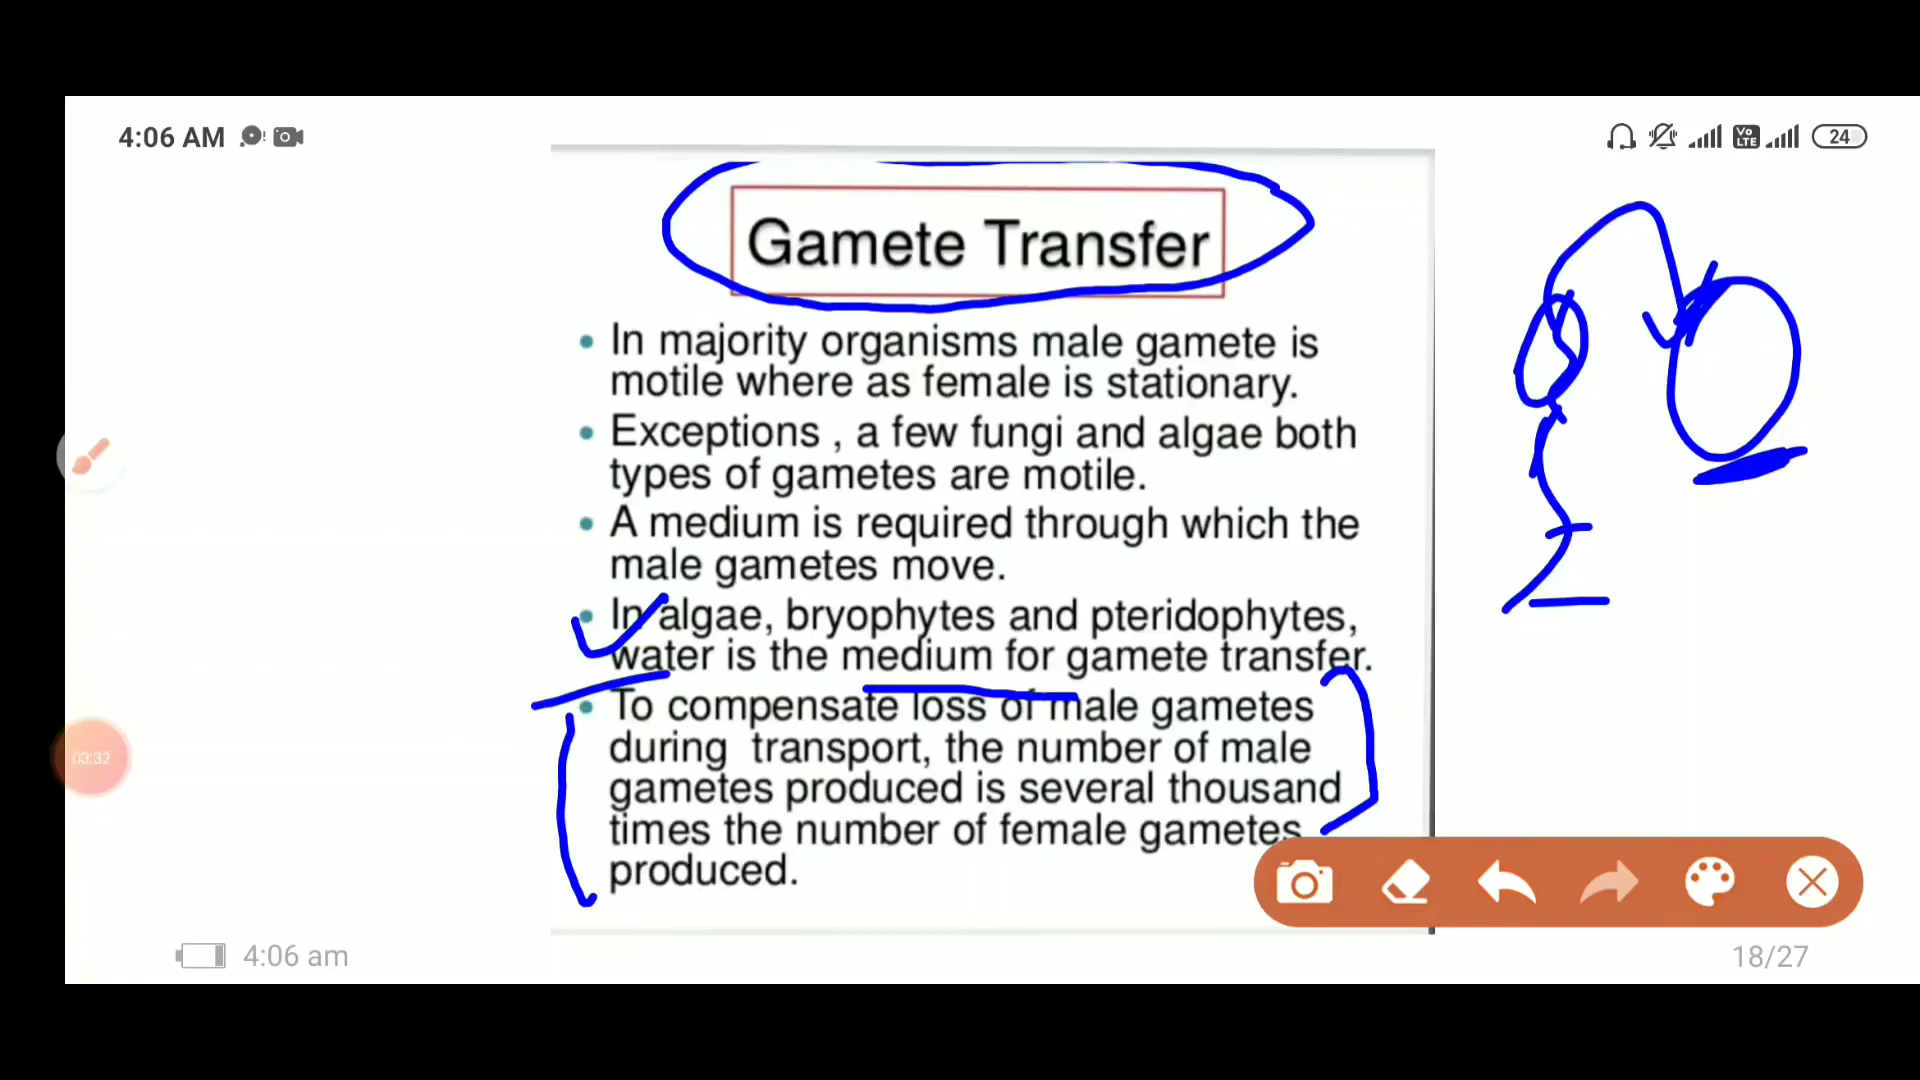 4:06 AM
Vo LTE
24
Gamete Transfer
• In majority organisms male gamete is
motile where as female is stationary.
• Exceptions , a few fungi and algae both
types of gametes are motile.
• A medium is required through which the
male gametes move.
• In algae, bryophytes and pteridophytes,
water is the medium for gamete transfer.
• To compensate loss of male gametes
during transport, the number of male
gametes produced is several thousand
times the number of female gametes
produced.
03:32
4:06 am
18/27